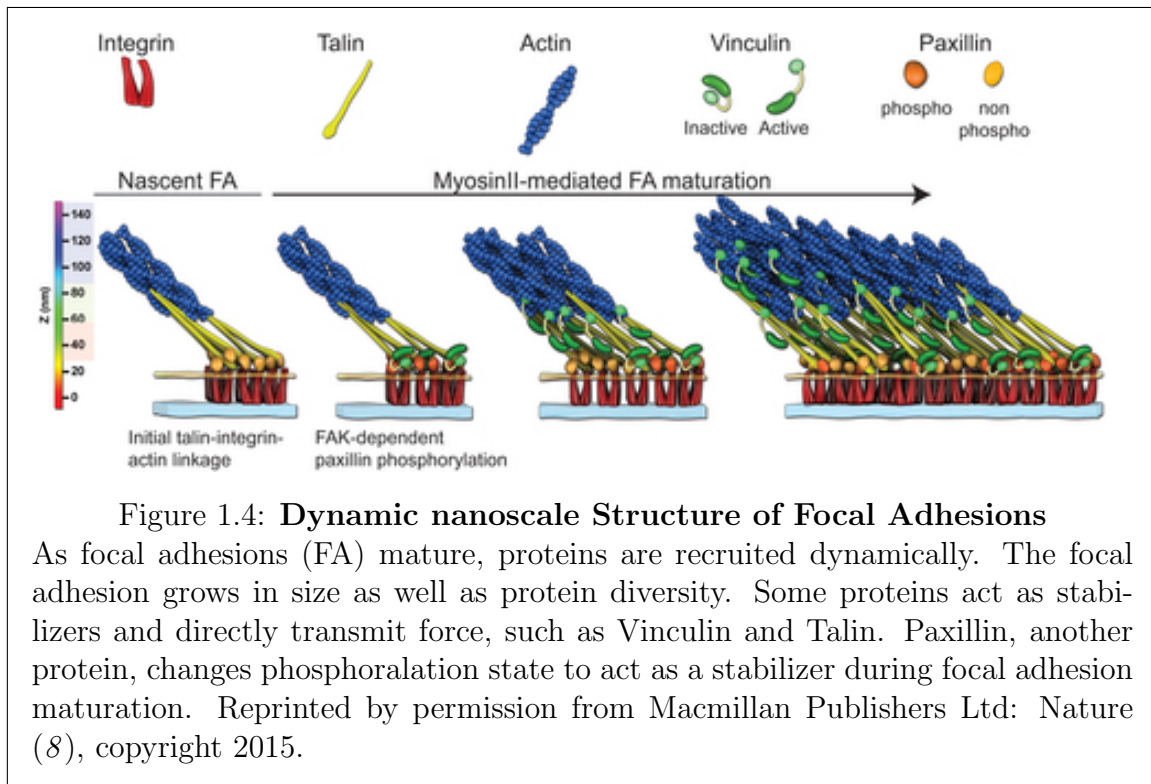 Integrin Talin Actin Vinculin Paxillin
Inactive Active phospho non phospho
Nascent FA MyosinII-mediated FA maturation
Z (nm)
140
120
100
80
60
40
20
0
Initial talin-integrin-
actin linkage
FAK-dependent
paxillin phosphorylation
Figure 1.4: Dynamic nanoscale Structure of Focal Adhesions
As focal adhesions (FA) mature, proteins are recruited dynamically. The focal
adhesion grows in size as well as protein diversity. Some proteins act as stabi-
lizers and directly transmit force, such as Vinculin and Talin. Paxillin, another
protein, changes phosphoralation state to act as a stabilizer during focal adhesion
maturation. Reprinted by permission from Macmillan Publishers Ltd: Nature
(8), copyright 2015.